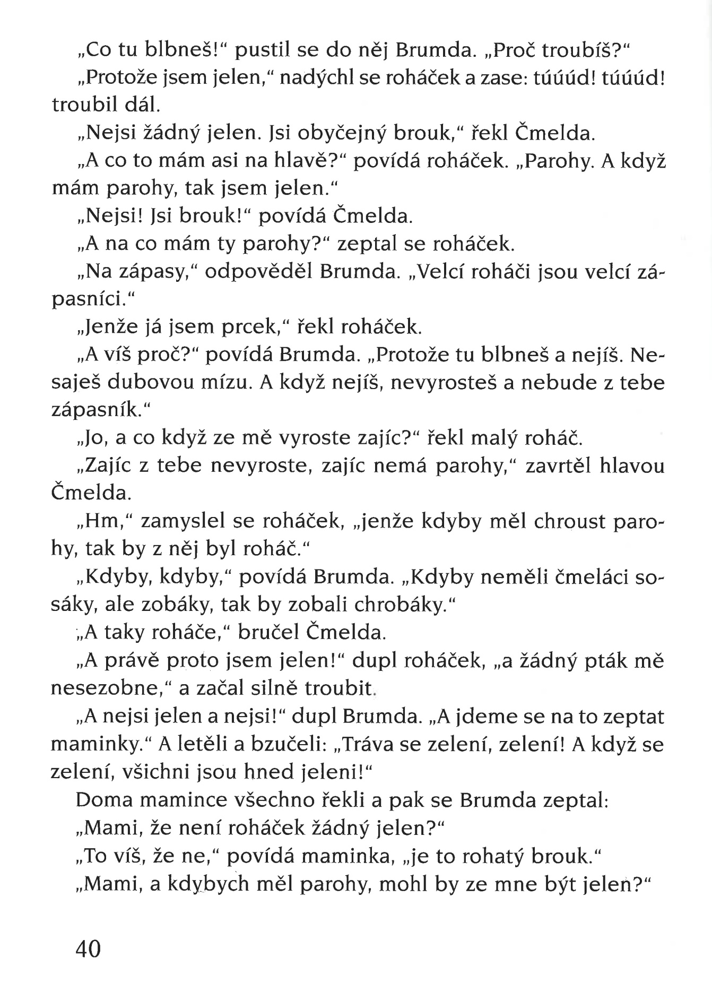 „Co tu blbneš!“ pustil se do něj Brumda. „Proč troubíš?“
„Protože jsem jelen,“ nadýchl se roháček a zase: túúúd! túúúd!
troubil dál.
„Nejsi žádný jelen. Jsi obyčejný brouk,“ řekl Čmelda.
„A co to mám asi na hlavě?“ povídá roháček. „Parohy. A když
mám parohy, tak jsem jelen.“
„Nejsi! Jsi brouk!“ povídá Čmelda.
„A na co mám ty parohy?“ zeptal se roháček.
„Na zápasy,“ odpověděl Brumda. „Velcí roháči jsou velcí zá-
pasníci.“
„Jenže já jsem prcek,“ řekl roháček.
„A víš proč?“ povídá Brumda. „Protože tu blbneš a nejíš. Ne-
saješ dubovou mízu. A když nejíš, nevyrosteš a nebude z tebe
zápasník.“
„Jo, a co když ze mě vyroste zajíc?“ řekl malý roháč.
„Zajíc z tebe nevyroste, zajíc nemá parohy,“ zavrtěl hlavou
Čmelda.
„Hm,“ zamyslel se roháček, „jenže kdyby měl chroust paro-
hy, tak by z něj byl roháč.“
„Kdyby, kdyby,“ povídá Brumda. „Kdyby neměli čmeláci so-
sáky, ale zobáky, tak by zobali chrobáky.“
„A taky roháče,“ bručel Čmelda.
„A právě proto jsem jelen!“ dupl roháček, „a žádný pták mě
nesezobne,“ a začal silně troubit.
„A nejsi jelen a nejsi!“ dupl Brumda. „A jdeme se na to zeptat
maminky.“ A letěli a bzučeli: „Tráva se zelení, zelení! A když se
zelení, všichni jsou hned jeleni!“
Doma mamince všechno řekli a pak se Brumda zeptal:
„Mami, že není roháček žádný jelen?“
„To víš, že ne,“ povídá maminka, „je to rohatý brouk.“
„Mami, a kdybych měl parohy, mohl by ze mne být jelen?“
40